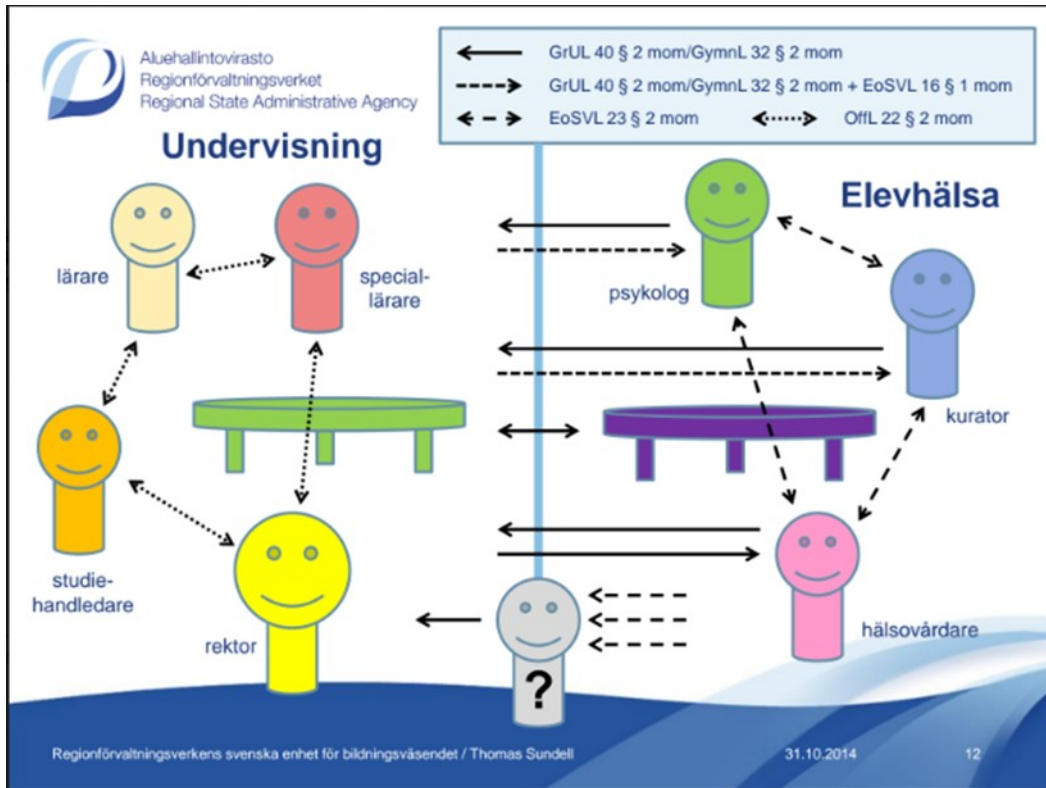 Aluehallintovirasto
Regionförvaltningsverket
Regional State Administrative Agency
GrUL 40 § 2 mom/GymnL 32 § 2 mom
GrUL 40 § 2 mom/GymnL 32 § 2 mom + EoSVL 16 § 1 mom
EoSVL 23 § 2 mom OffL 22 § 2 mom
Undervisning
Elevhälsa
lärare
special-
lärare
psykolog
kurator
studie-
handledare
rektor
hälsovårdare
?
Regionförvaltningsverkens svenska enhet för bildningsväsendet / Thomas Sundell 31.10.2014 12